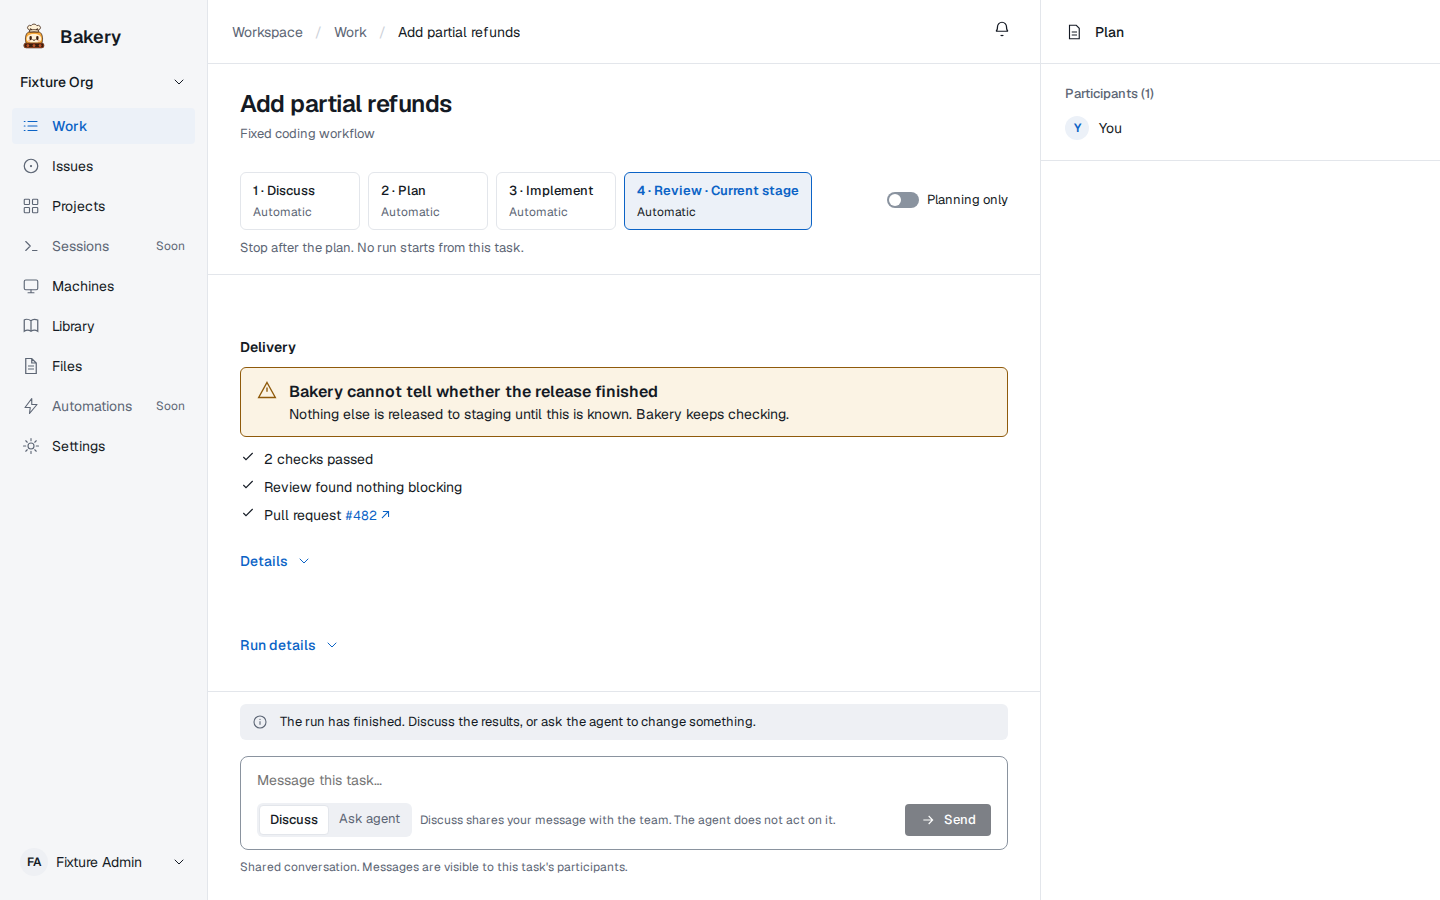 Bakery
Fixture Org
Work
Issues
Projects
Sessions Soon
Machines
Library
Files
Automations Soon
Settings
FA Fixture Admin
Workspace / Work / Add partial refunds
Add partial refunds
Fixed coding workflow
1 · Discuss
Automatic
2 · Plan
Automatic
3 · Implement
Automatic
4 · Review · Current stage
Automatic
Planning only
Stop after the plan. No run starts from this task.
Delivery
Bakery cannot tell whether the release finished
Nothing else is released to staging until this is known. Bakery keeps checking.
2 checks passed
Review found nothing blocking
Pull request #482
Details
Run details
The run has finished. Discuss the results, or ask the agent to change something.
Message this task…
Discuss Ask agent Discuss shares your message with the team. The agent does not act on it. Send
Shared conversation. Messages are visible to this task's participants.
Plan
Participants (1)
Y You